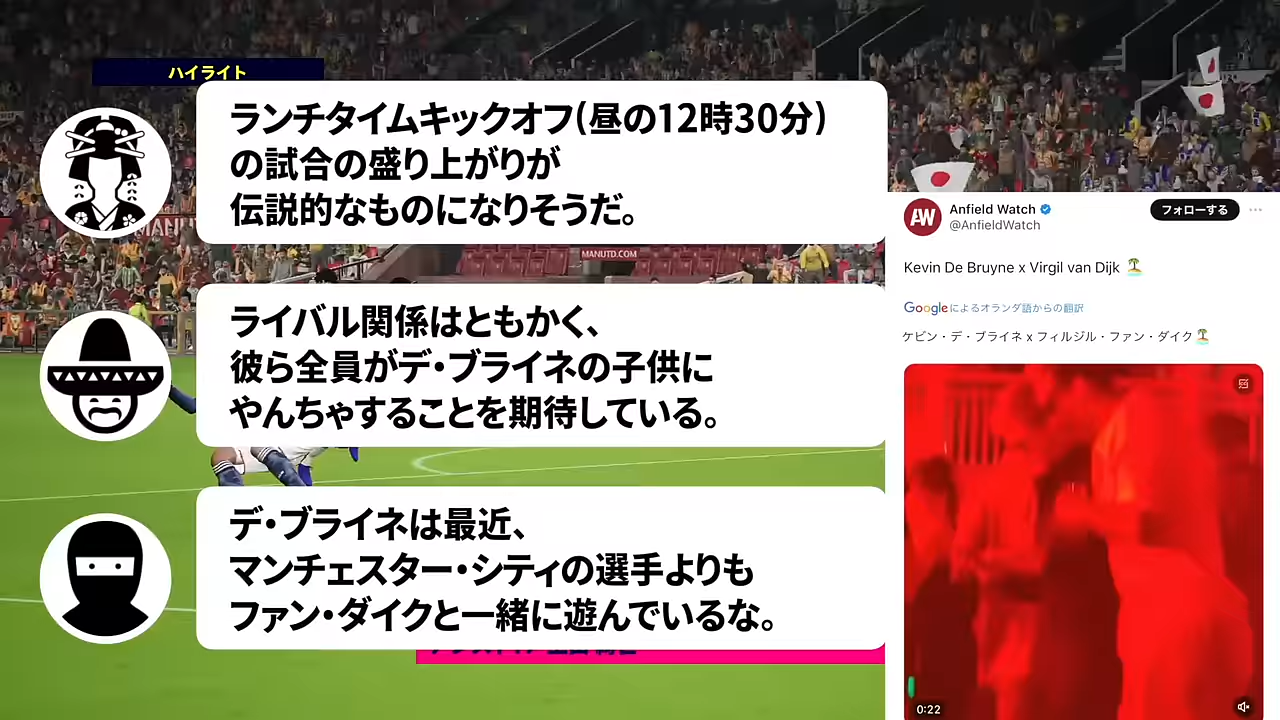 ハイライト
ランチタイムキックオフ(昼の12時30分)
の試合の盛り上がりが
伝説的なものになりそうだ。
MANUTD.COM
ライバル関係はともかく、
彼ら全員がデ・ブライネの子供に
やんちゃすることを期待している。
デ・ブライネは最近、
マンチェスター・シティの選手よりも
ファン・ダイクと一緒に遊んでいるな。
AW
Anfield Watch
@AnfieldWatch
フォローする
Kevin De Bruyne x Virgil van Dijk 🏝️
Googleによるオランダ語からの翻訳
ケビン・デ・ブライネ x フィルジル・ファン・ダイク🏝️
0:22